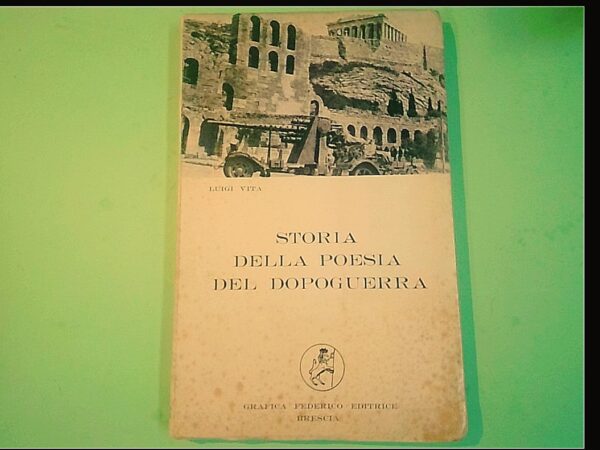 LUIGI VITA
STORIA
DELLA POESIA
DEL DOPOGUERRA
GRAFICA FEDERICO EDITRICE
BRESCIA